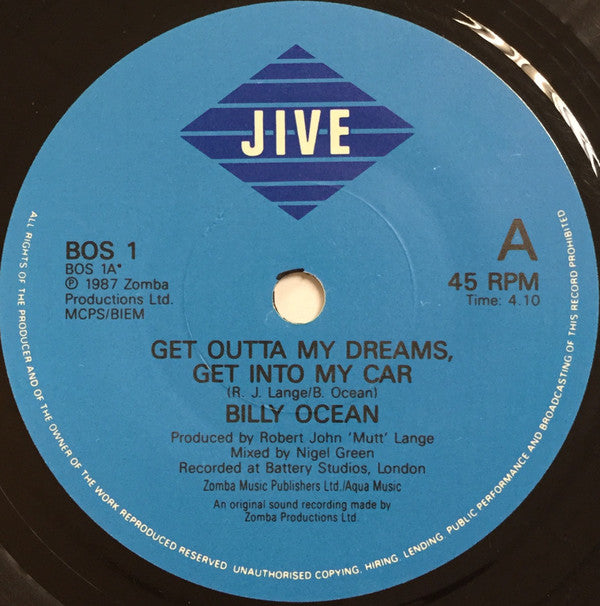 JIVE
BOS 1
BOS 1A*
℗ 1987 Zomba
Productions Ltd.
MCPS/BIEM
A
45 RPM
Time: 4.10
GET OUTTA MY DREAMS,
GET INTO MY CAR
(R. J. Lange/B. Ocean)
BILLY OCEAN
Produced by Robert John 'Mutt' Lange
Mixed by Nigel Green
Recorded at Battery Studios, London
Zomba Music Publishers Ltd./Aqua Music
An original sound recording made by
Zomba Productions Ltd.
ALL RIGHTS OF THE PRODUCER AND OF THE OWNER OF THE WORK REPRODUCED RESERVED UNAUTHORISED COPYING. HIRING. LENDING. PUBLIC PERFORMANCE AND BROADCASTING OF THIS RECORD PROHIBITED